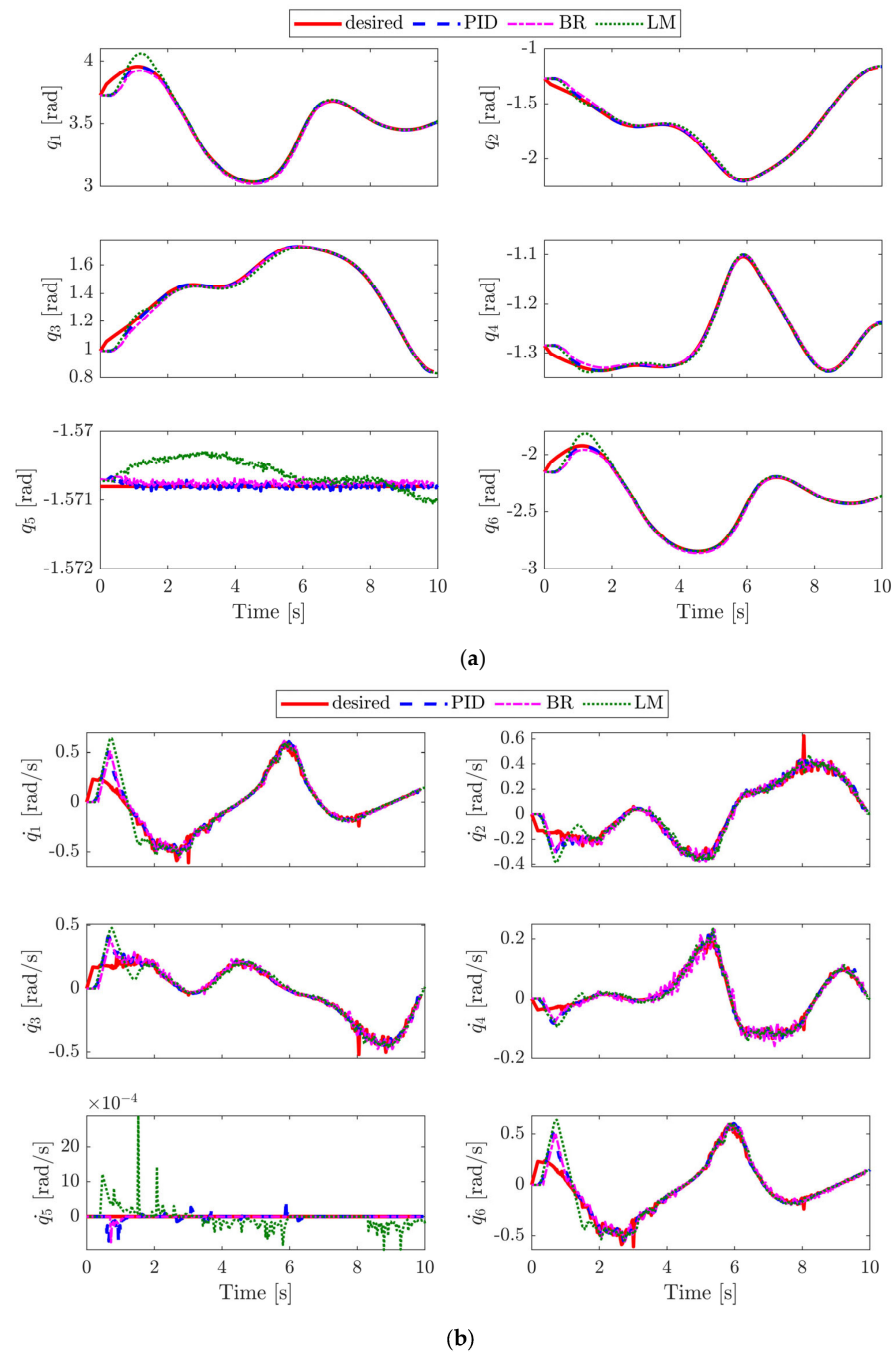 desired PID BR LM
4
3.5
3
q1 [rad]
-1
-1.5
-2
q2 [rad]
1.6
1.4
1.2
1
0.8
q3 [rad]
-1.1
-1.2
-1.3
q4 [rad]
-1.57
-1.571
-1.572
q5 [rad]
0 2 4 6 8 10
Time [s]
-2
-2.5
-3
q6 [rad]
0 2 4 6 8 10
Time [s]
(a)
desired PID BR LM
0.5
0
-0.5
q̇1 [rad/s]
0.6
0.4
0.2
0
-0.2
-0.4
q̇2 [rad/s]
0.5
0
-0.5
q̇3 [rad/s]
0.2
0
-0.2
q̇4 [rad/s]
×10−4
20
10
0
q̇5 [rad/s]
0 2 4 6 8 10
Time [s]
0.5
0
-0.5
q̇6 [rad/s]
0 2 4 6 8 10
Time [s]
(b)